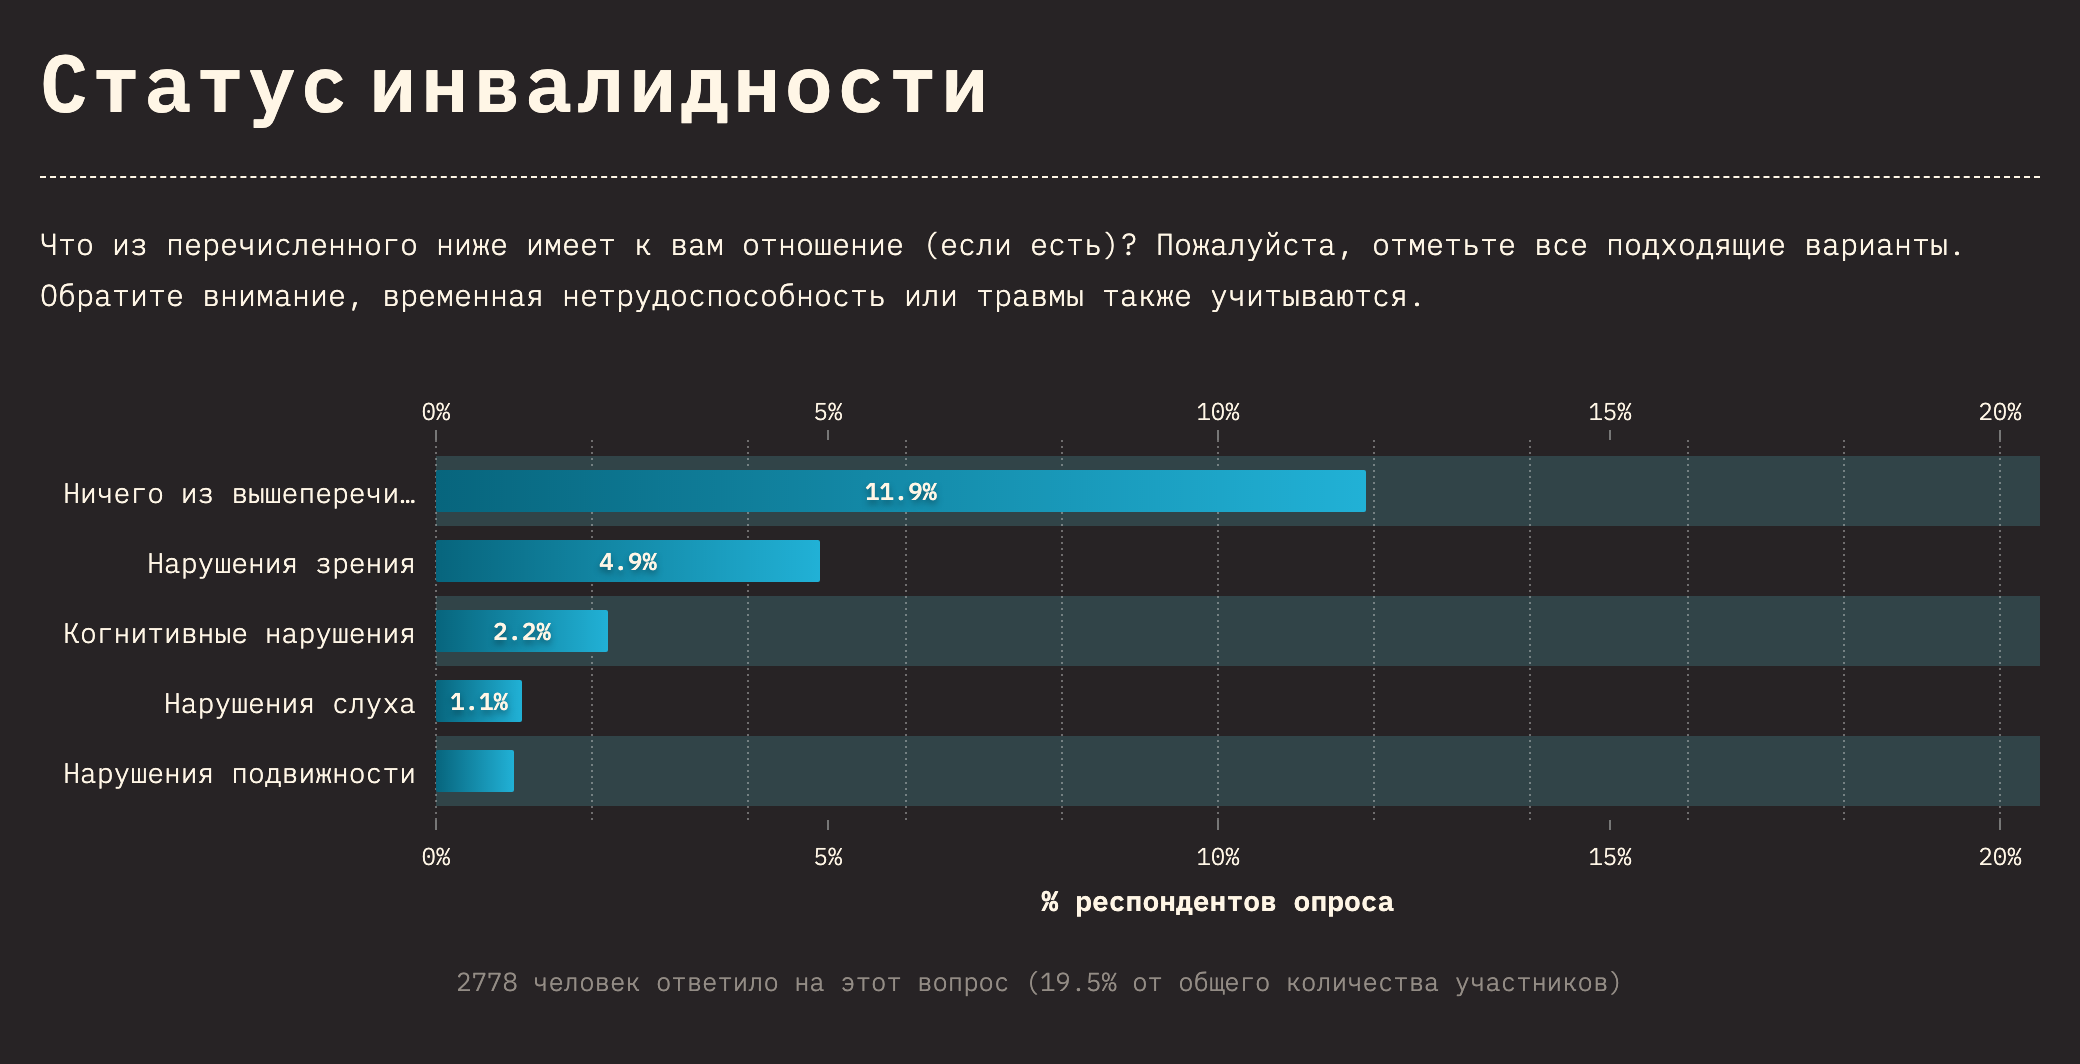 Статус инвалидности
Что из перечисленного ниже имеет к вам отношение (если есть)? Пожалуйста, отметьте все подходящие варианты.
Обратите внимание, временная нетрудоспособность или травмы также учитываются.
0% 5% 10% 15% 20%
Ничего из вышеперечи… 11.9%
Нарушения зрения 4.9%
Когнитивные нарушения 2.2%
Нарушения слуха 1.1%
Нарушения подвижности
0% 5% 10% 15% 20%
% респондентов опроса
2778 человек ответило на этот вопрос (19.5% от общего количества участников)